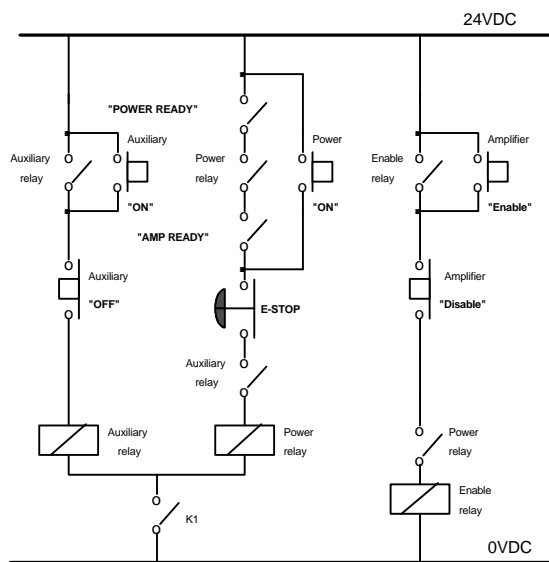 24VDC
"POWER READY"
Auxiliary
relay
Auxiliary
"ON"
Power
relay
Power
"ON"
Enable
relay
Amplifier
"Enable"
"AMP READY"
Auxiliary
"OFF"
E-STOP
Amplifier
"Disable"
Auxiliary
relay
Auxiliary
relay
Power
relay
Power
relay
Enable
relay
K1
0VDC